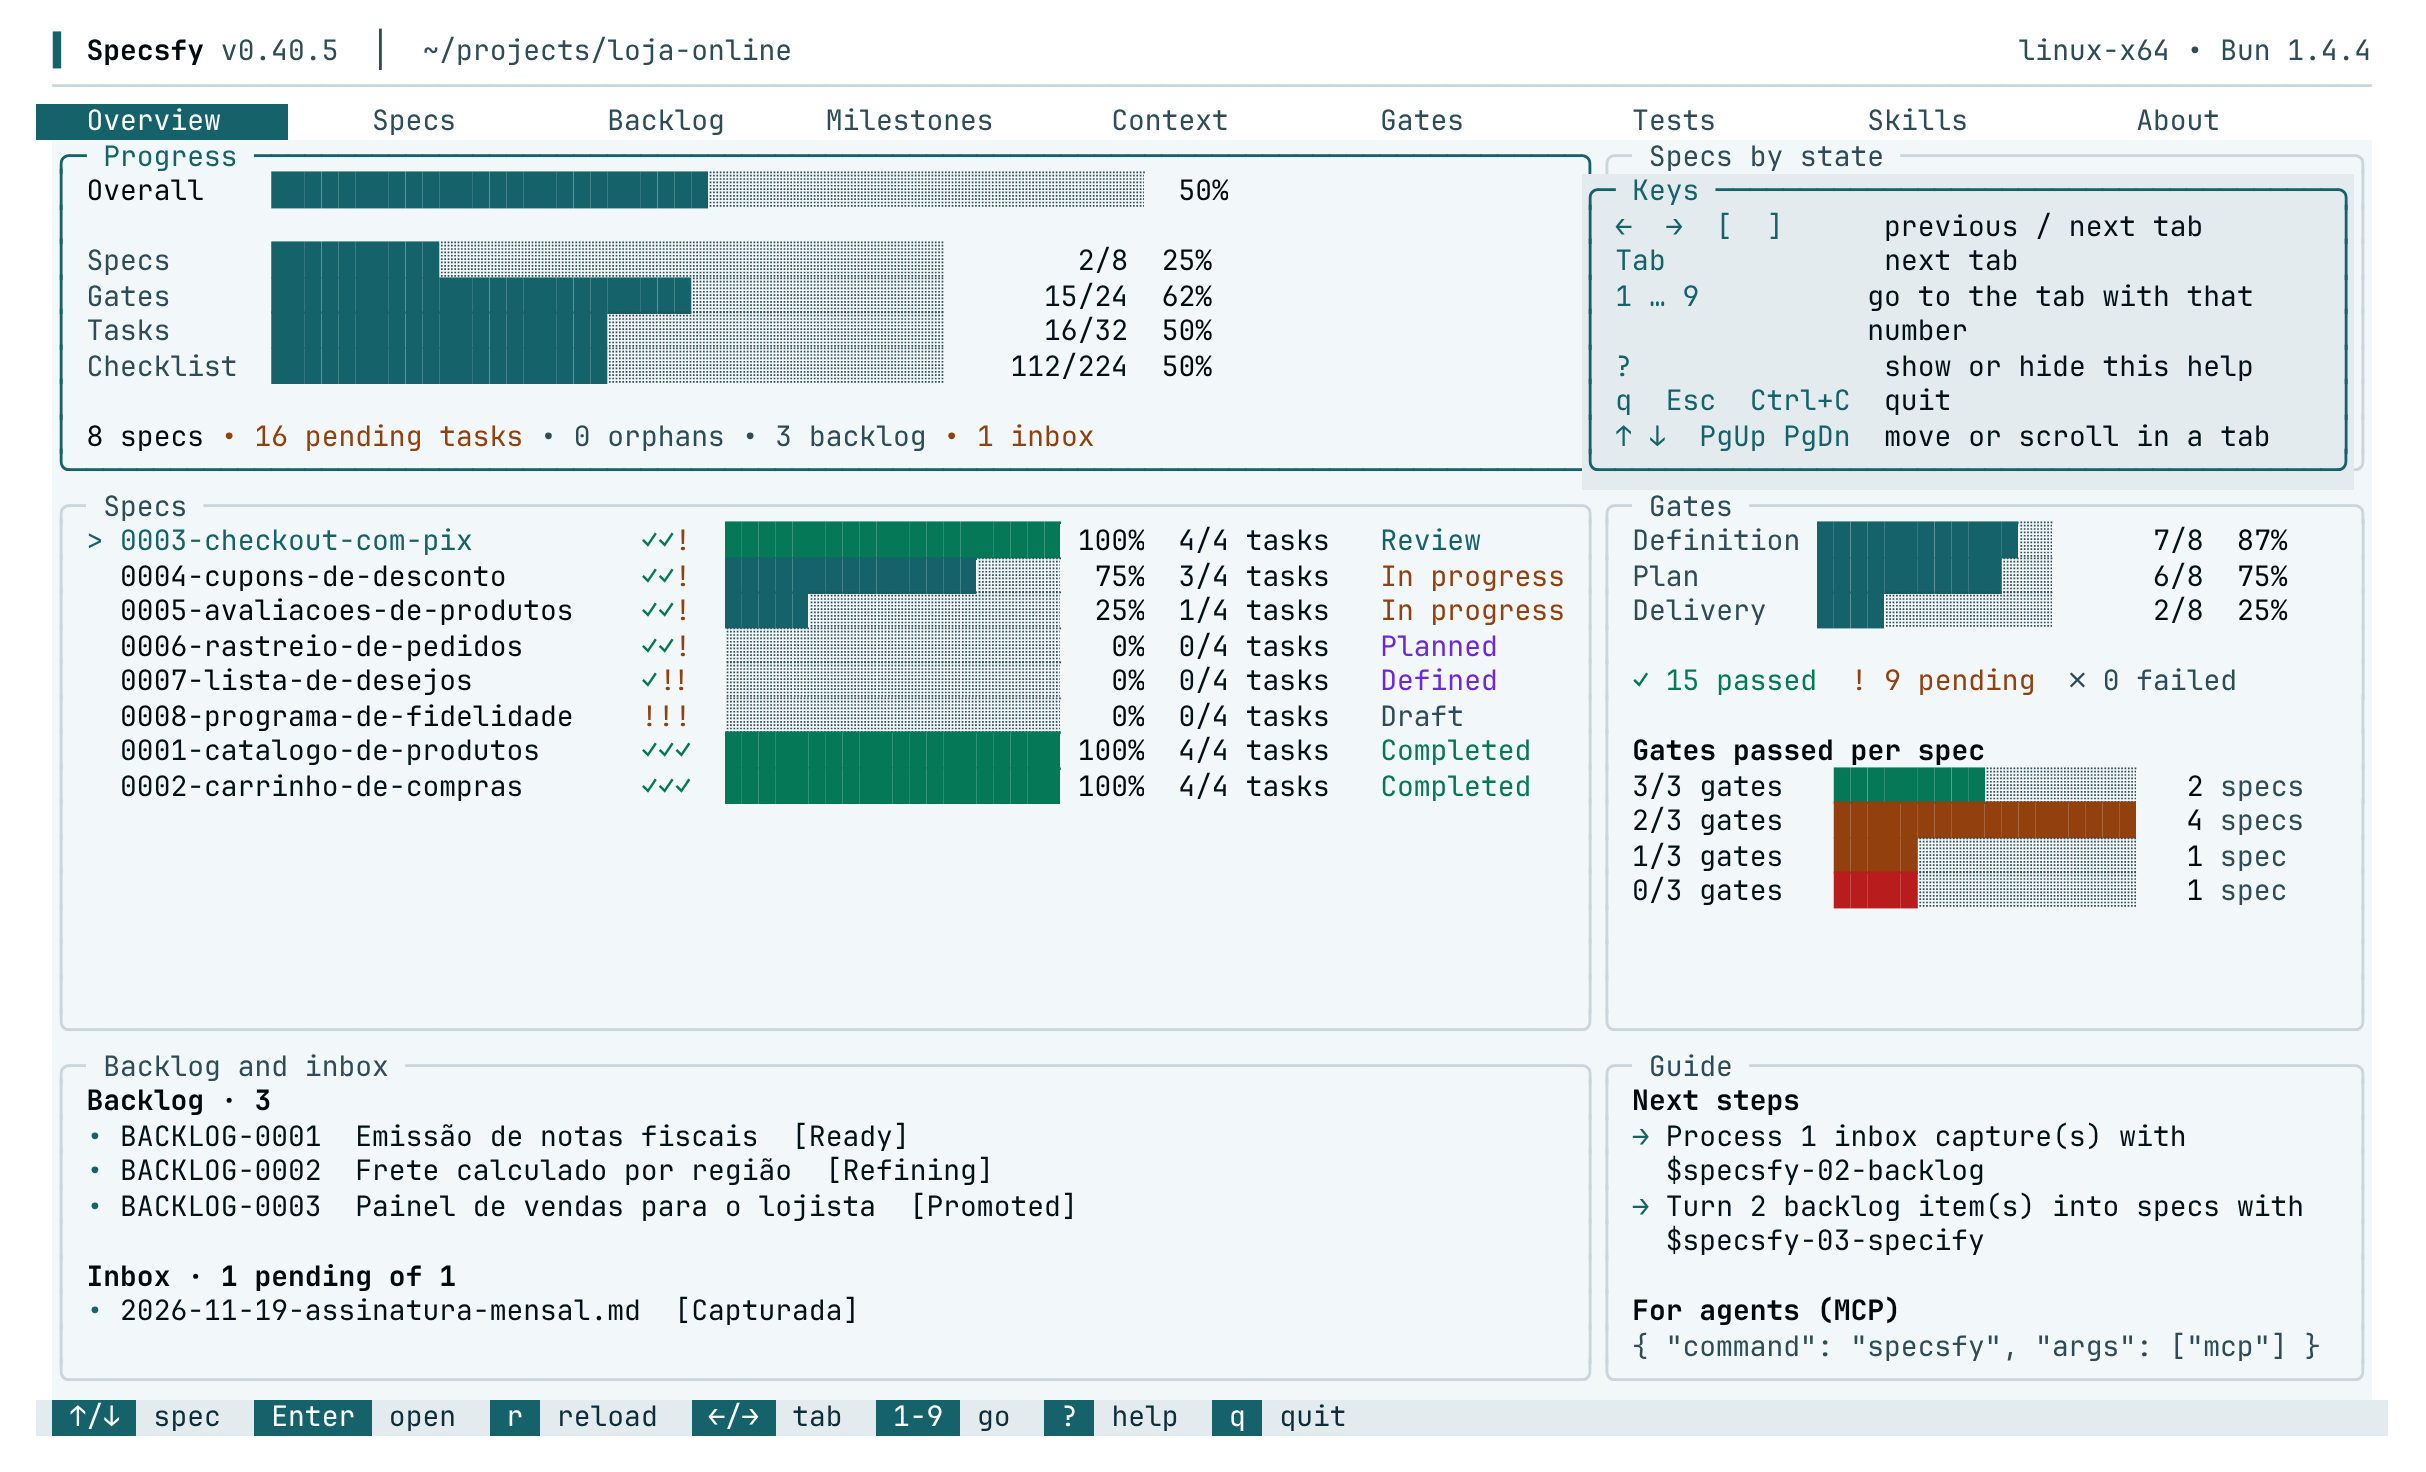 Specsfy v0.40.5 │ ~/projects/loja-online linux-x64 • Bun 1.4.4
Overview Specs Backlog Milestones Context Gates Tests Skills About
Progress
Overall 50%
Specs 2/8 25%
Gates 15/24 62%
Tasks 16/32 50%
Checklist 112/224 50%
8 specs • 16 pending tasks • 0 orphans • 3 backlog • 1 inbox
Specs by state
Keys
← → [ ] previous / next tab
Tab next tab
1 … 9 go to the tab with that
number
? show or hide this help
q Esc Ctrl+C quit
↑ ↓ PgUp PgDn move or scroll in a tab
Specs
> 0003-checkout-com-pix ✓✓! 100% 4/4 tasks Review
0004-cupons-de-desconto ✓✓! 75% 3/4 tasks In progress
0005-avaliacoes-de-produtos ✓✓! 25% 1/4 tasks In progress
0006-rastreio-de-pedidos ✓✓! 0% 0/4 tasks Planned
0007-lista-de-desejos ✓!! 0% 0/4 tasks Defined
0008-programa-de-fidelidade !!! 0% 0/4 tasks Draft
0001-catalogo-de-produtos ✓✓✓ 100% 4/4 tasks Completed
0002-carrinho-de-compras ✓✓✓ 100% 4/4 tasks Completed
Gates
Definition 7/8 87%
Plan 6/8 75%
Delivery 2/8 25%
✓ 15 passed ! 9 pending ✕ 0 failed
Gates passed per spec
3/3 gates 2 specs
2/3 gates 4 specs
1/3 gates 1 spec
0/3 gates 1 spec
Backlog and inbox
Backlog · 3
• BACKLOG-0001 Emissão de notas fiscais [Ready]
• BACKLOG-0002 Frete calculado por região [Refining]
• BACKLOG-0003 Painel de vendas para o lojista [Promoted]
Inbox · 1 pending of 1
• 2026-11-19-assinatura-mensal.md [Capturada]
Guide
Next steps
→ Process 1 inbox capture(s) with
$specsfy-02-backlog
→ Turn 2 backlog item(s) into specs with
$specsfy-03-specify
For agents (MCP)
{ "command": "specsfy", "args": ["mcp"] }
↑/↓ spec Enter open r reload ←/→ tab 1-9 go ? help q quit